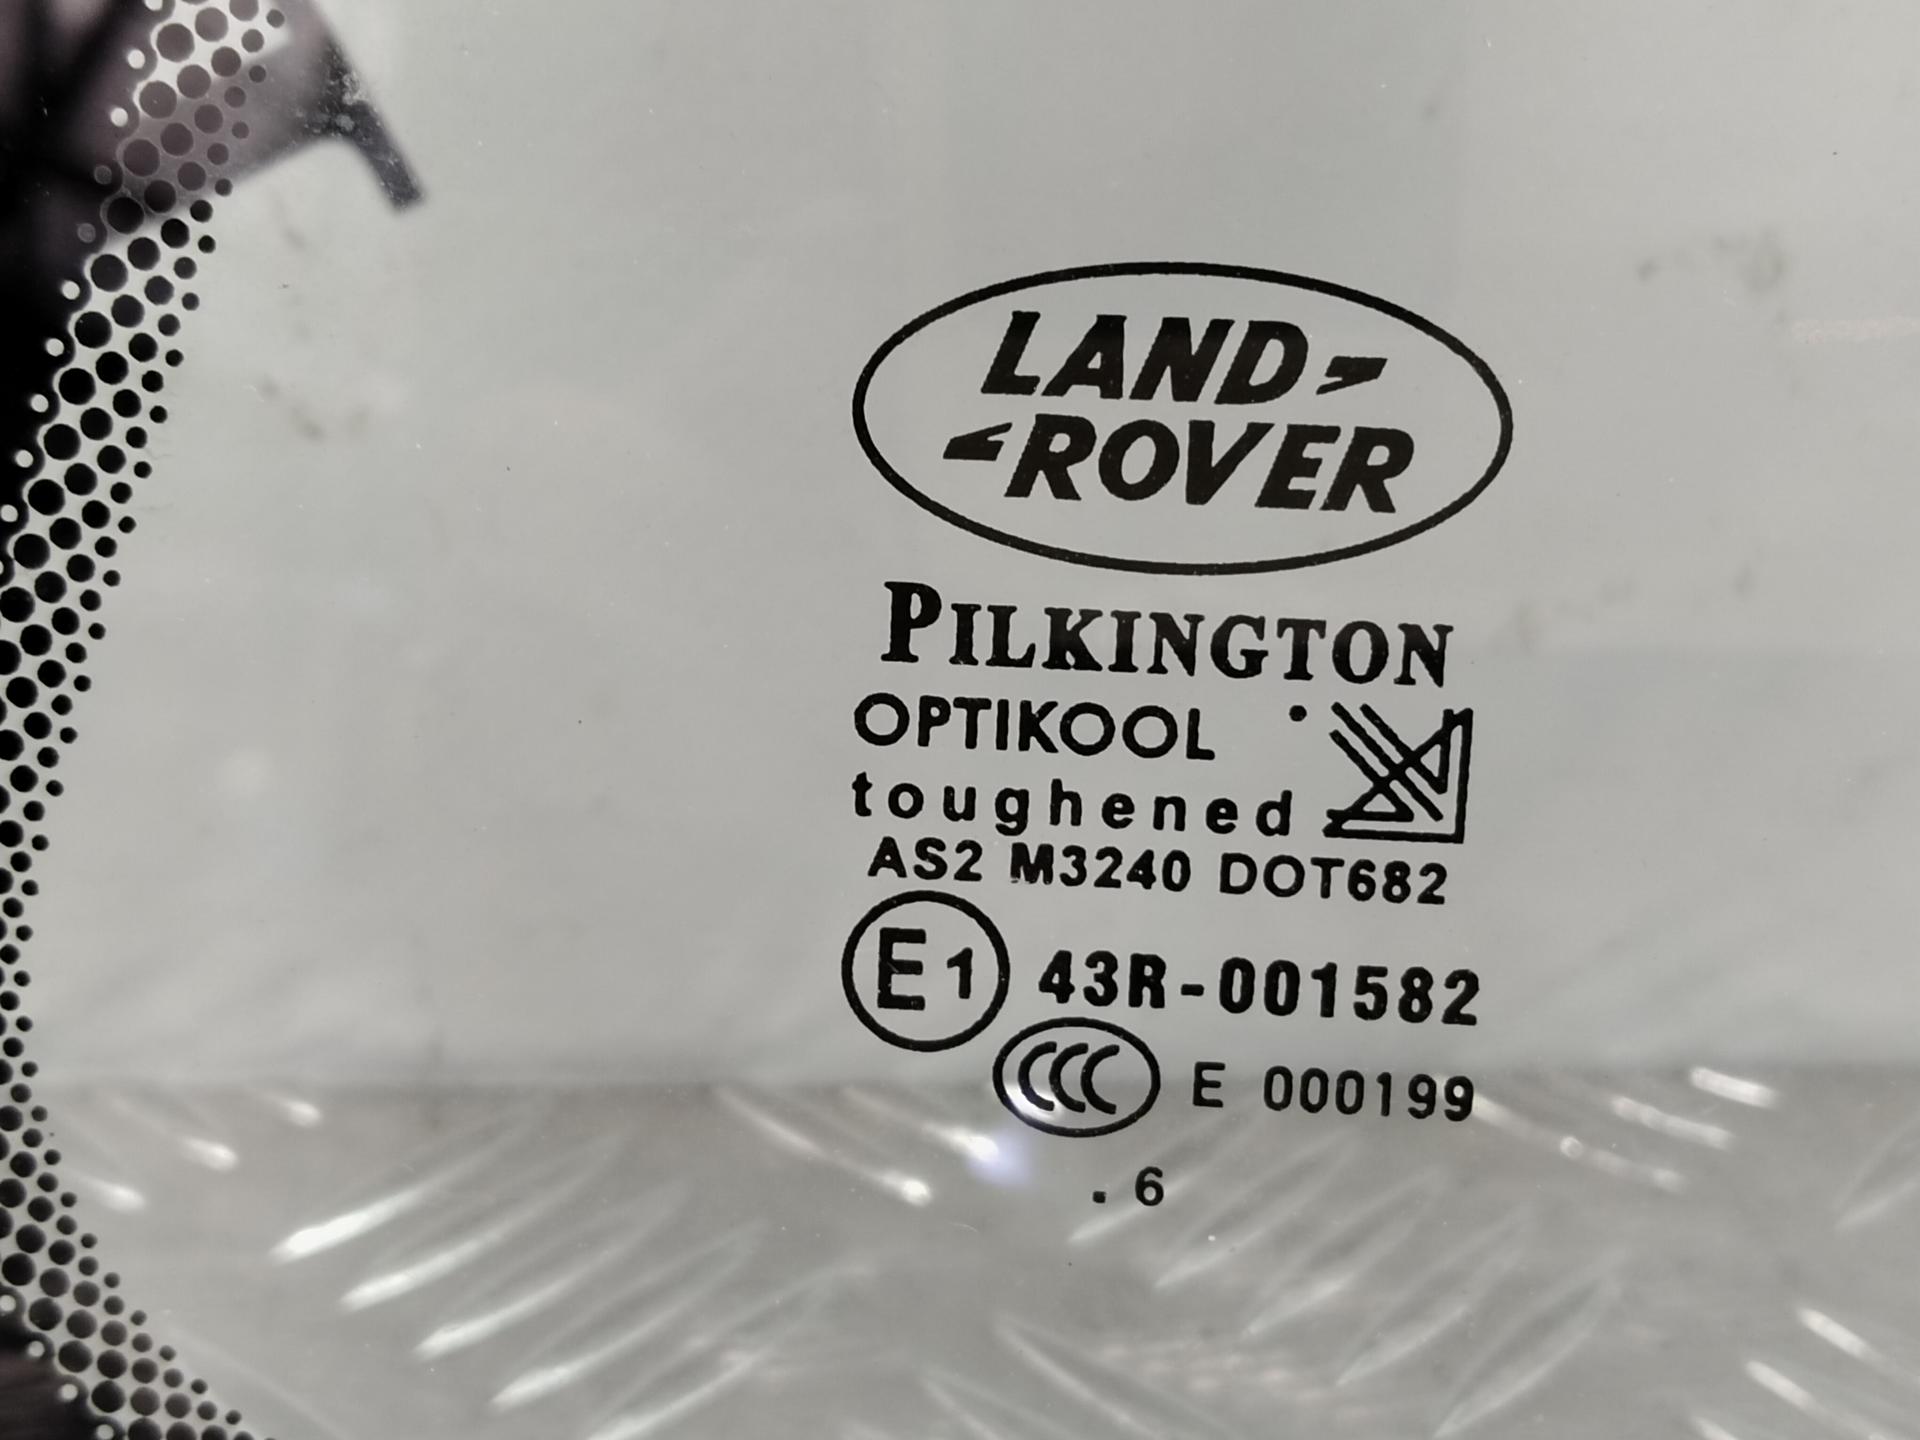 LAND
ROVER
PILKINGTON
OPTIKOOL
toughened
AS2 M3240 DOT682
E1 43R-001582
CCC E 000199
. 6